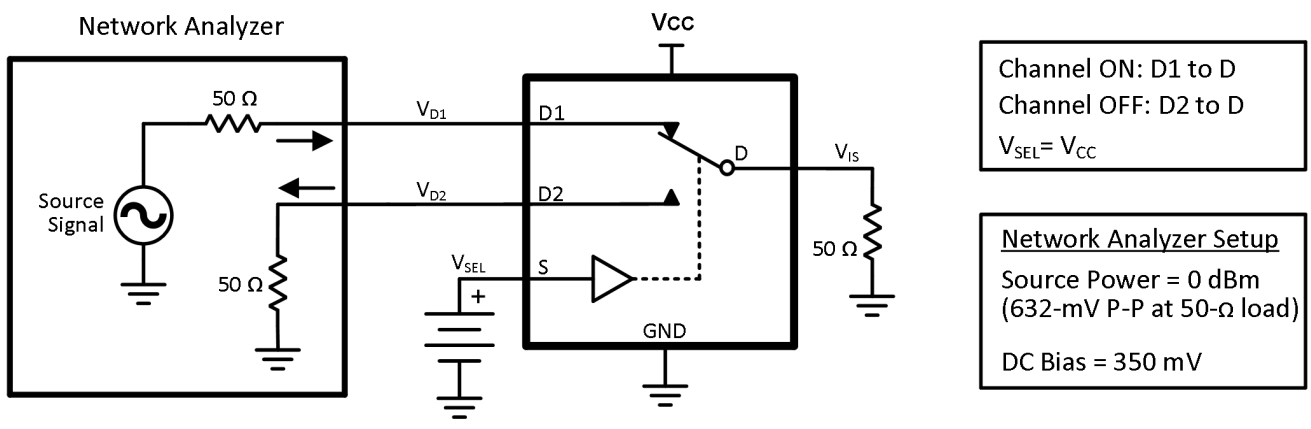 Network Analyzer
Vcc
50 Ω
V_D1
D1
D
V_IS
V_D2
D2
Source
Signal
50 Ω
V_SEL
S
+
50 Ω
GND
Channel ON: D1 to D
Channel OFF: D2 to D
V_SEL= V_CC
Network Analyzer Setup
Source Power = 0 dBm
(632-mV P-P at 50-Ω load)
DC Bias = 350 mV